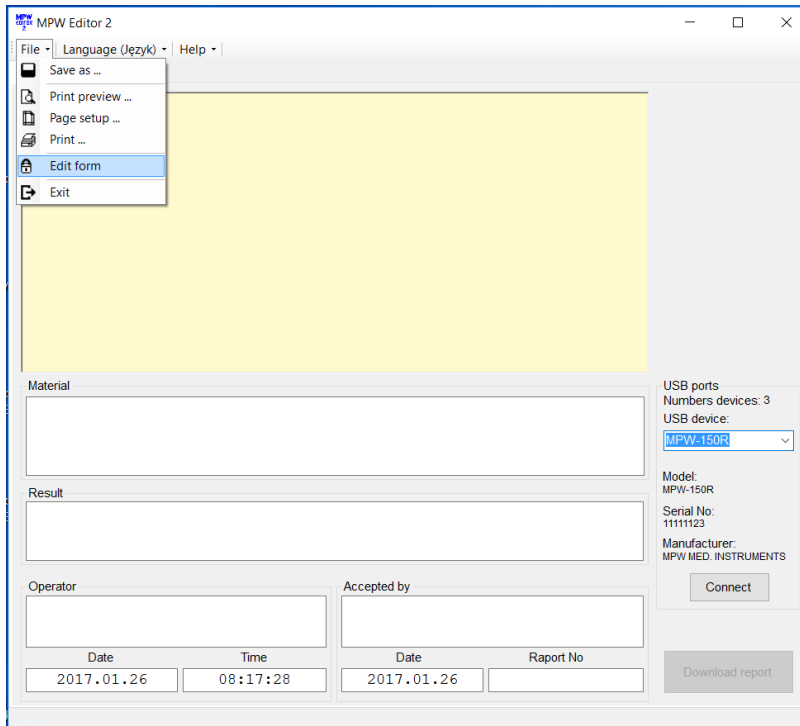 MPW Editor 2
MPW Editor 2
File Language (Język) Help
Save as ...
Print preview ...
Page setup ...
Print ...
Edit form
Exit
Material
Result
Operator
Accepted by
Date Time Date Raport No
2017.01.26 08:17:28 2017.01.26
USB ports
Numbers devices: 3
USB device:
MPW-150R
Model:
MPW-150R
Serial No:
11111123
Manufacturer:
MPW MED. INSTRUMENTS
Connect
Download report